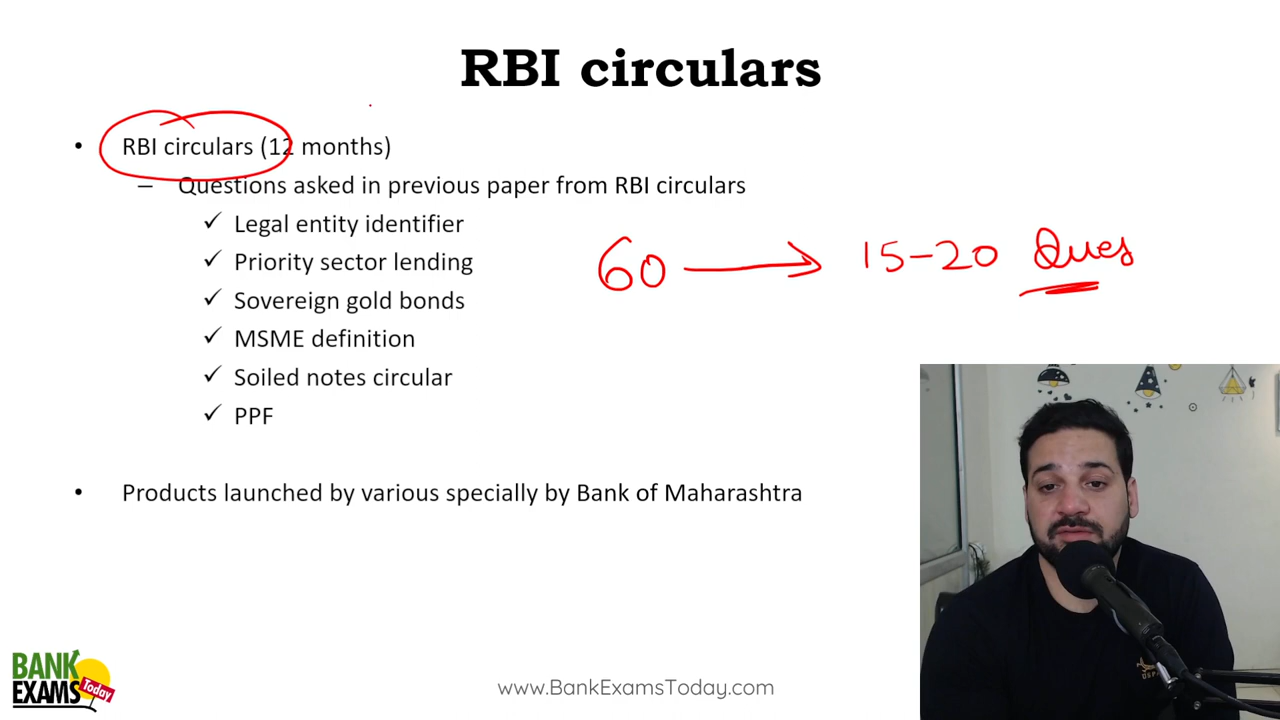 RBI circulars
• RBI circulars (12 months)
– Questions asked in previous paper from RBI circulars
✓ Legal entity identifier
✓ Priority sector lending
✓ Sovereign gold bonds
✓ MSME definition
✓ Soiled notes circular
✓ PPF
60 → 15-20 Ques
• Products launched by various specially by Bank of Maharashtra
BANK
EXAMS
Today
www.BankExamsToday.com